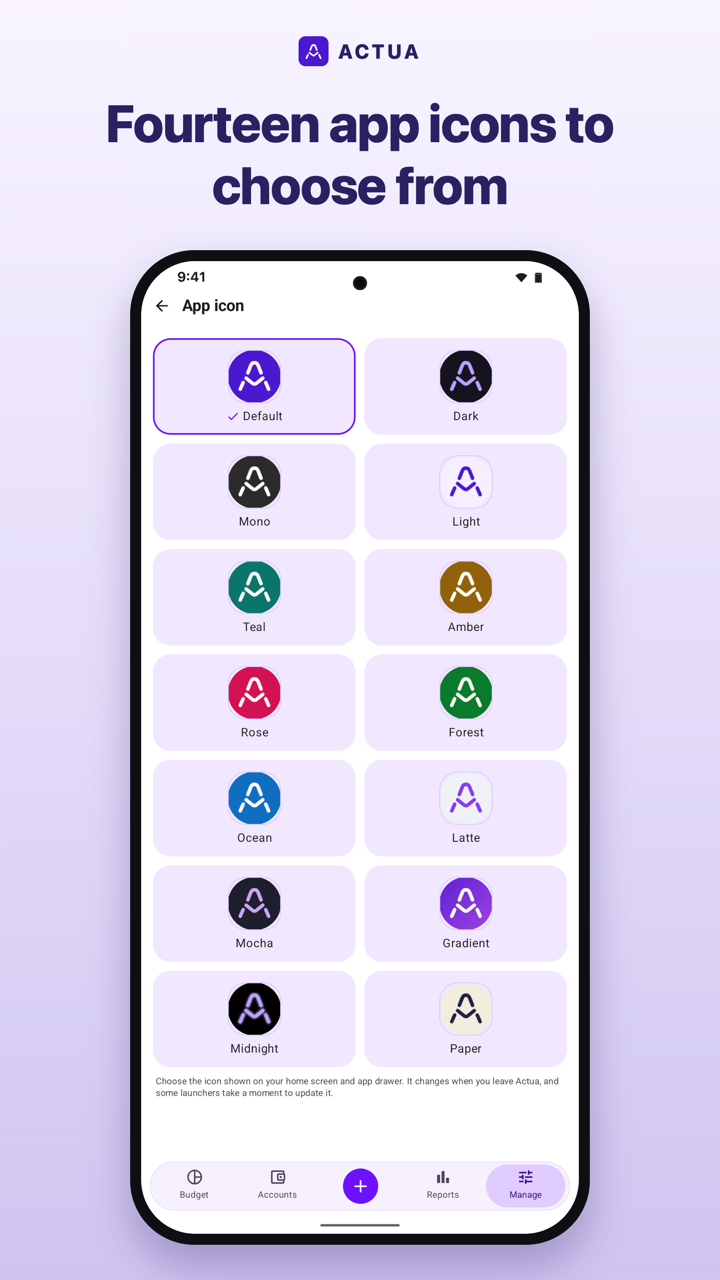 ACTUA
Fourteen app icons to
choose from
9:41
App icon
Default
Dark
Mono
Light
Teal
Amber
Rose
Forest
Ocean
Latte
Mocha
Gradient
Midnight
Paper
Choose the icon shown on your home screen and app drawer. It changes when you leave Actua, and
some launchers take a moment to update it.
Budget
Accounts
Reports
Manage